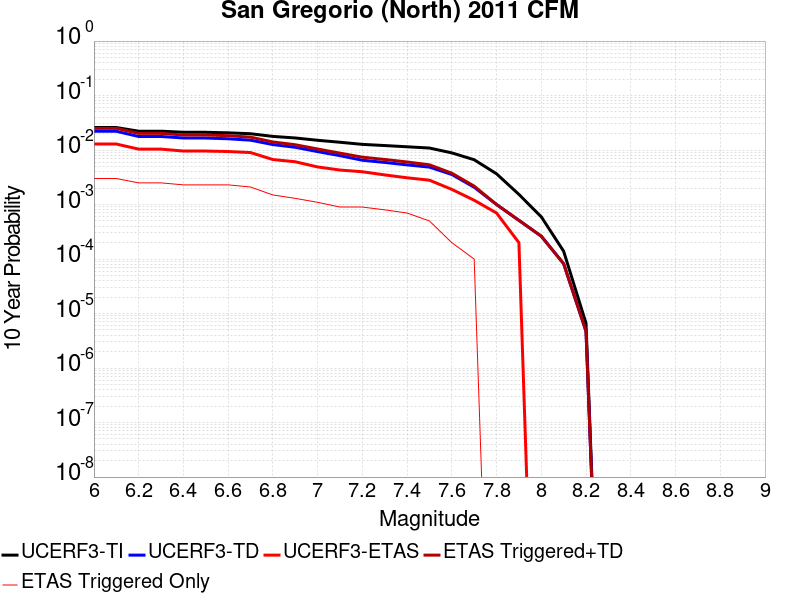 San Gregorio (North) 2011 CFM
10^0
10^-1
10^-2
10^-3
10^-4
10^-5
10^-6
10^-7
10^-8
10 Year Probability
6 6.2 6.4 6.6 6.8 7 7.2 7.4 7.6 7.8 8 8.2 8.4 8.6 8.8 9
Magnitude
UCERF3-TI UCERF3-TD UCERF3-ETAS ETAS Triggered+TD
ETAS Triggered Only